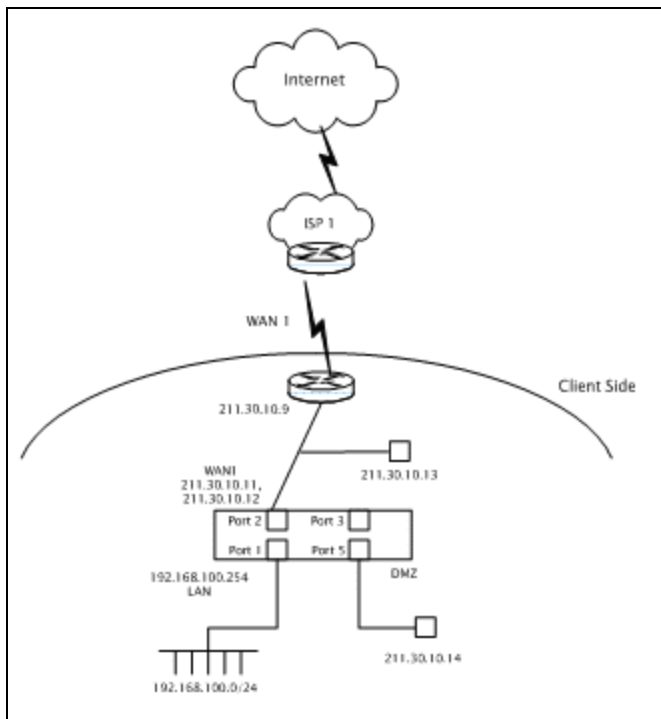 Internet
ISP 1
WAN 1
Client Side
211.30.10.9
211.30.10.13
WAN1
211.30.10.11,
211.30.10.12
Port 2 Port 3
Port 1 Port 5
192.168.100.254
LAN
DMZ
211.30.10.14
192.168.100.0/24